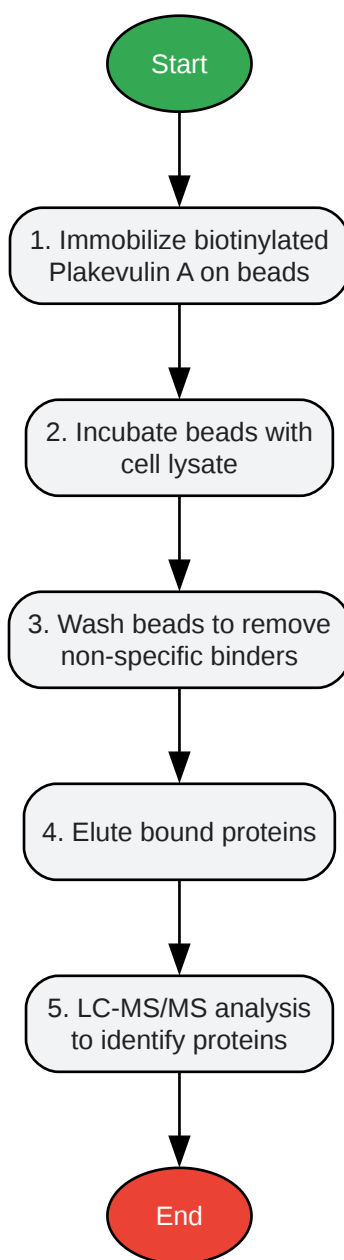 Start
1. Immobilize biotinylated
Plakevulin A on beads
2. Incubate beads with
cell lysate
3. Wash beads to remove
non-specific binders
4. Elute bound proteins
5. LC-MS/MS analysis
to identify proteins
End